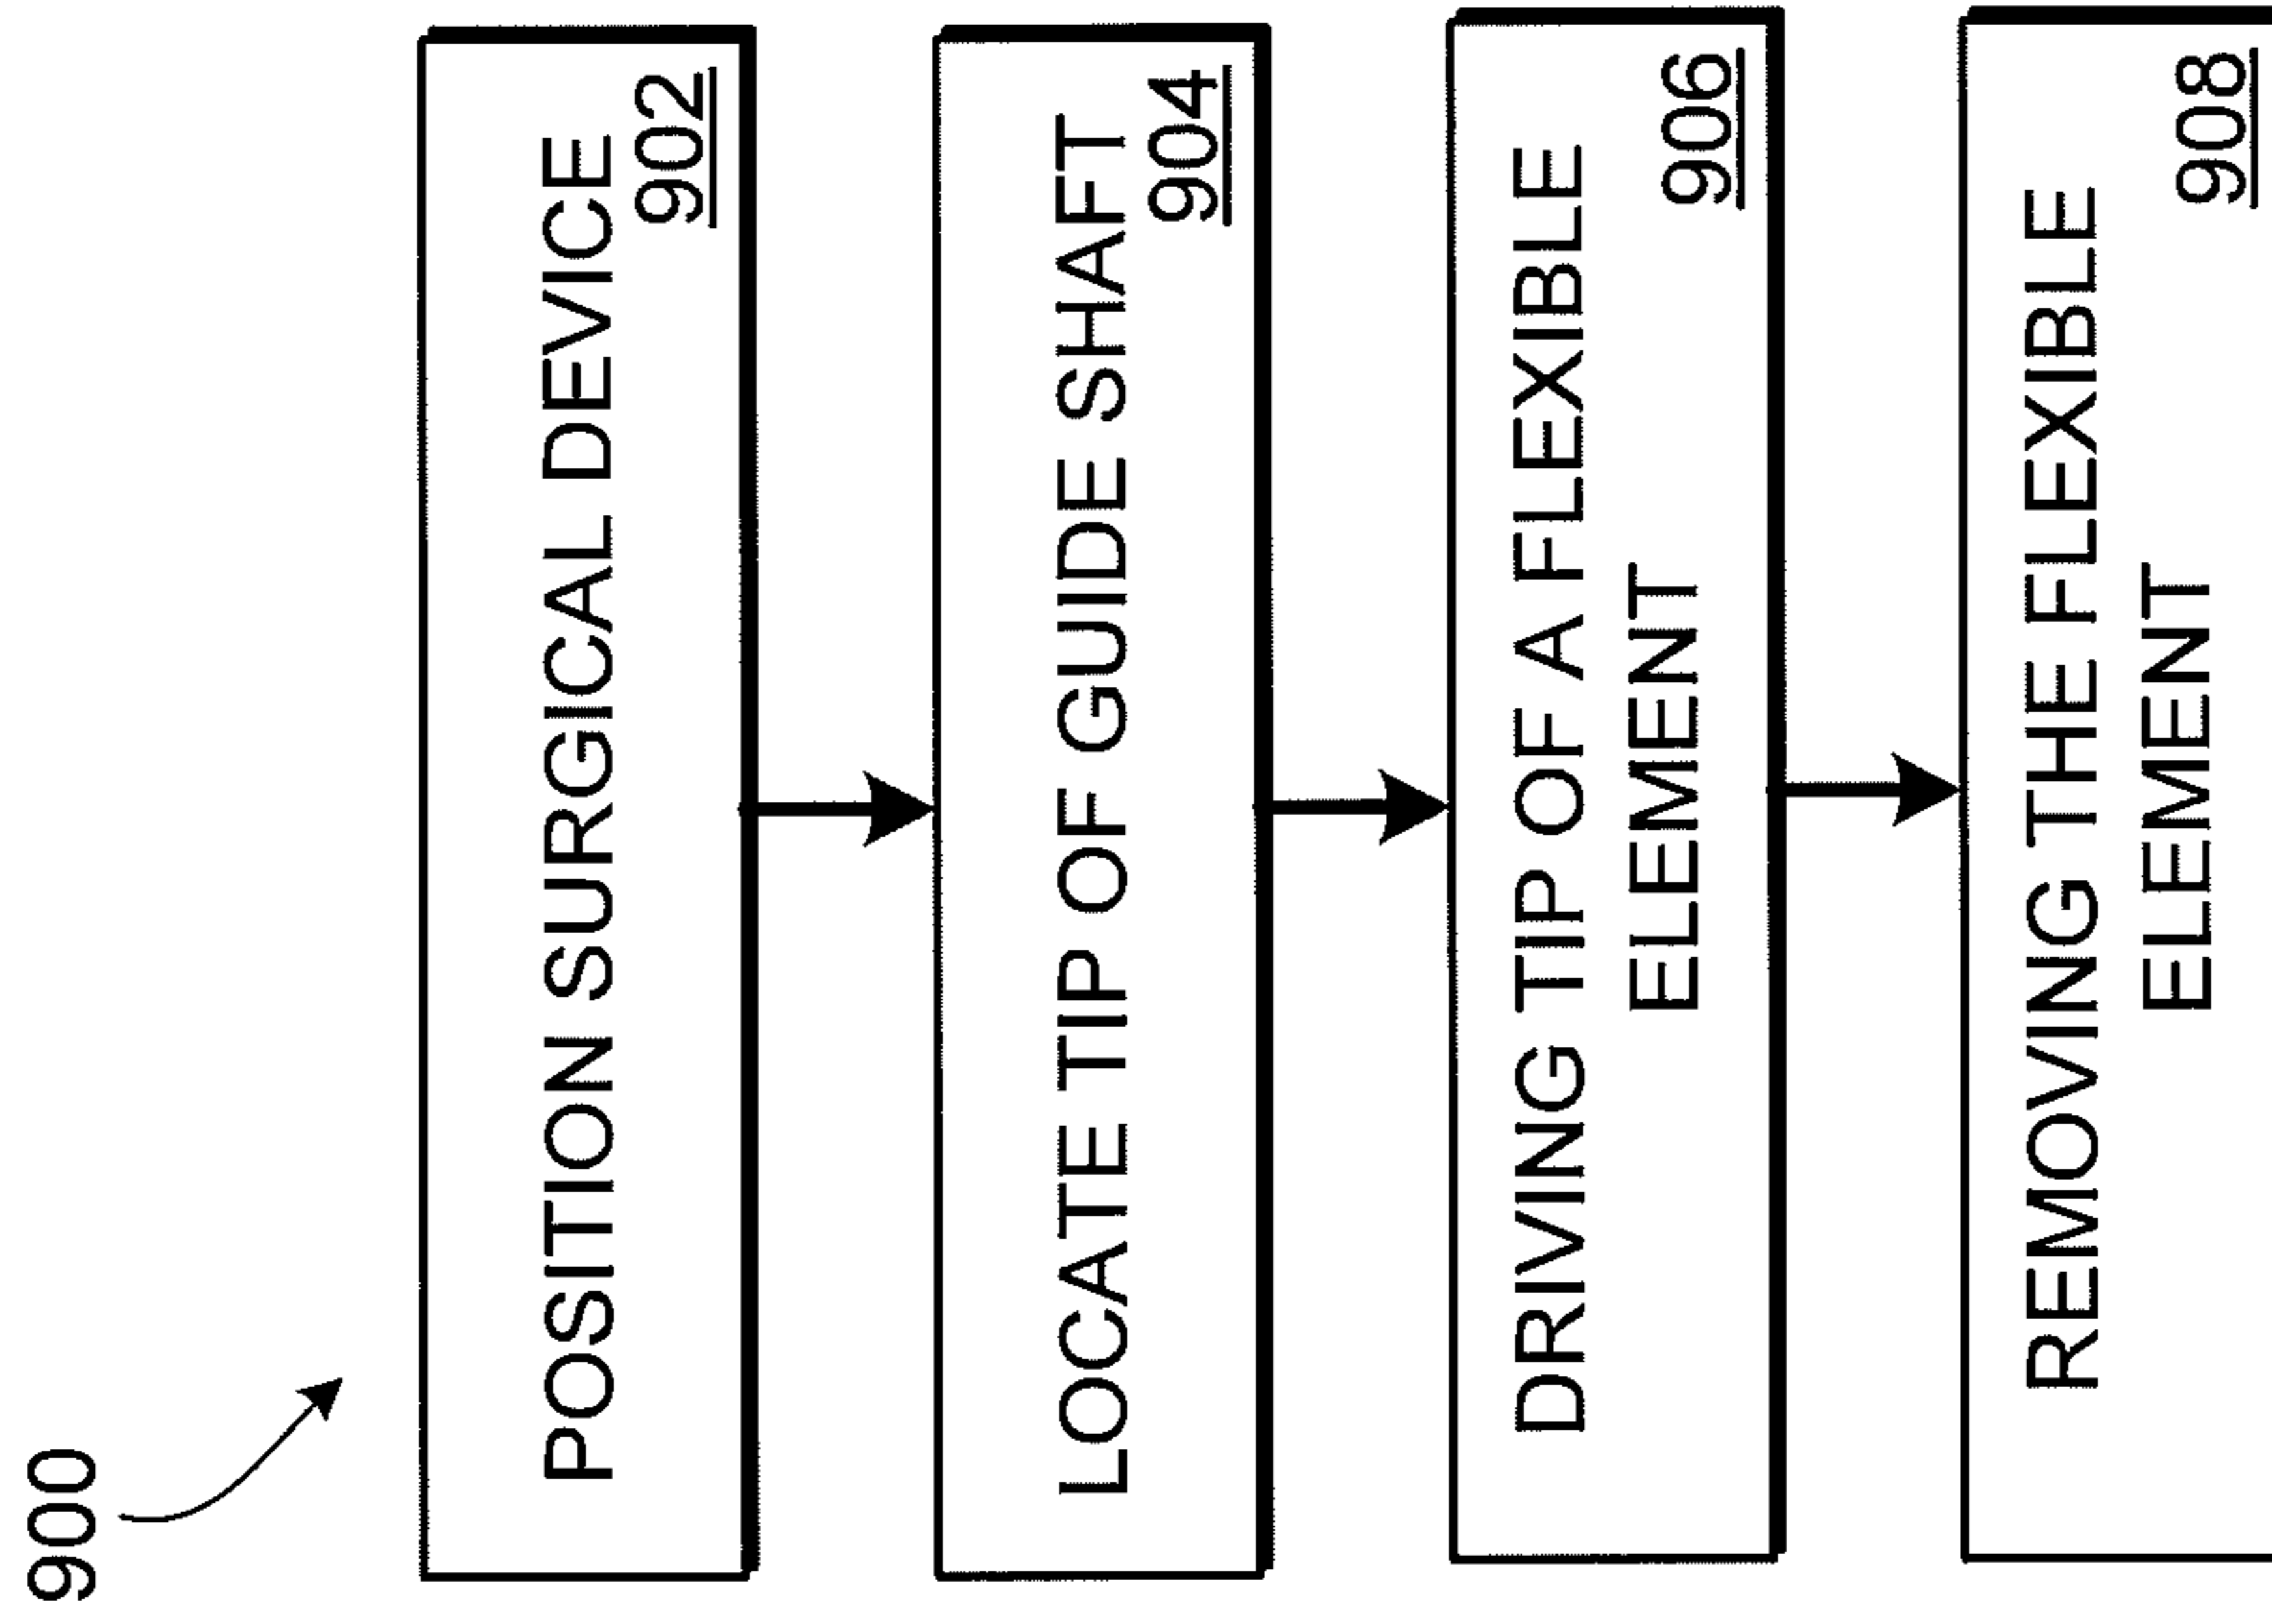 900
POSITION SURGICAL DEVICE
902
LOCATE TIP OF GUIDE SHAFT
904
DRIVING TIP OF A FLEXIBLE
ELEMENT
906
REMOVING THE FLEXIBLE
ELEMENT
908